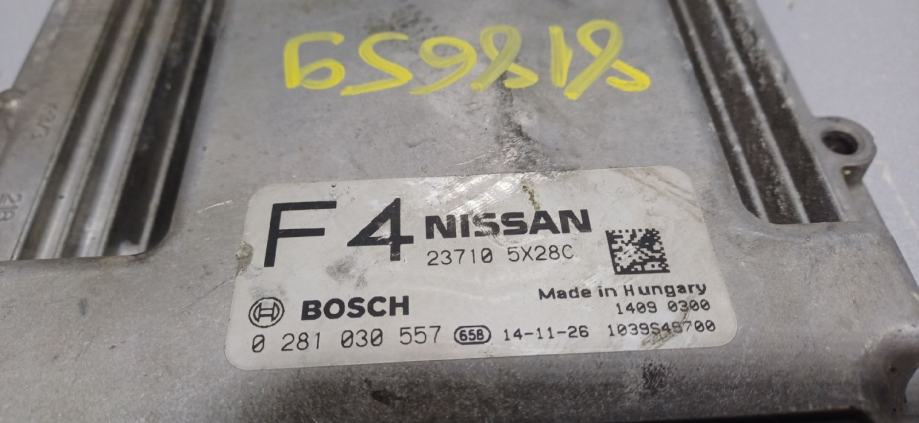 F4 NISSAN
23710 5X28C
Made in Hungary
BOSCH 1409 0300
0 281 030 557 658 14-11-26 1039S49700